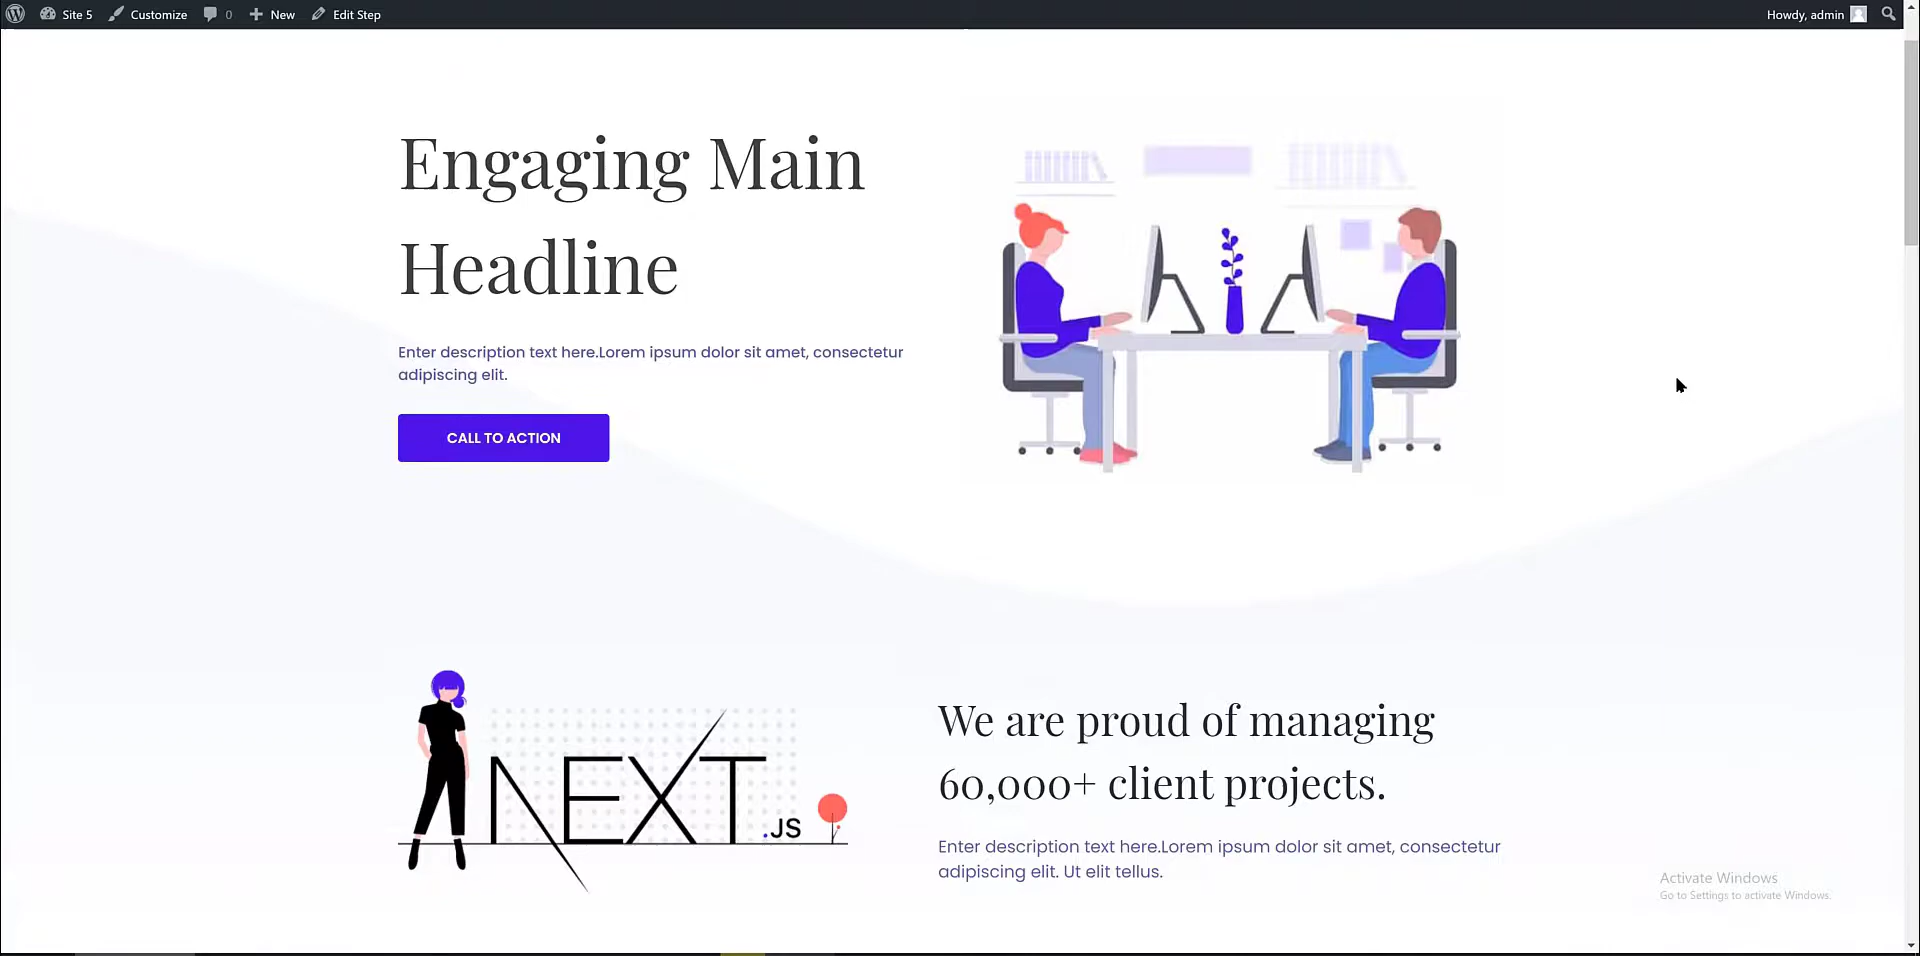 Site 5 Customize 0 New Edit Step Howdy, admin
Engaging Main
Headline
Enter description text here.Lorem ipsum dolor sit amet, consectetur
adipiscing elit.
CALL TO ACTION
NEXT
.JS
We are proud of managing
60,000+ client projects.
Enter description text here.Lorem ipsum dolor sit amet, consectetur
adipiscing elit. Ut elit tellus.
Activate Windows
Go to Settings to activate Windows.